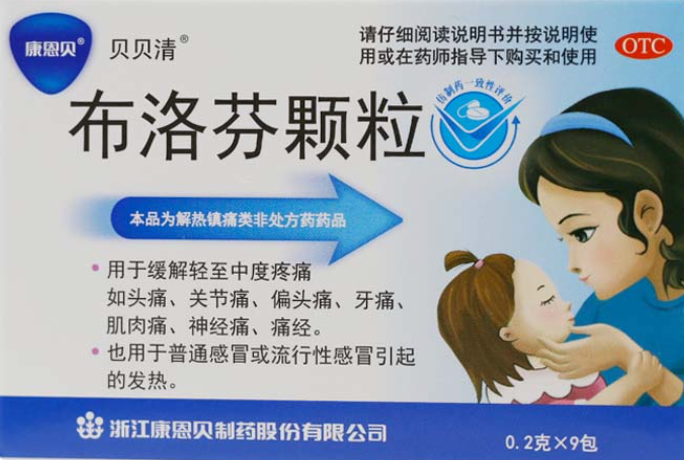 康恩贝®
贝贝清®
请仔细阅读说明书并按说明使
用或在药师指导下购买和使用
OTC
仿制药一致性评价
布洛芬颗粒
本品为解热镇痛类非处方药药品
• 用于缓解轻至中度疼痛
如头痛、关节痛、偏头痛、牙痛、
肌肉痛、神经痛、痛经。
• 也用于普通感冒或流行性感冒引起
的发热。
浙江康恩贝制药股份有限公司
0.2克×9包